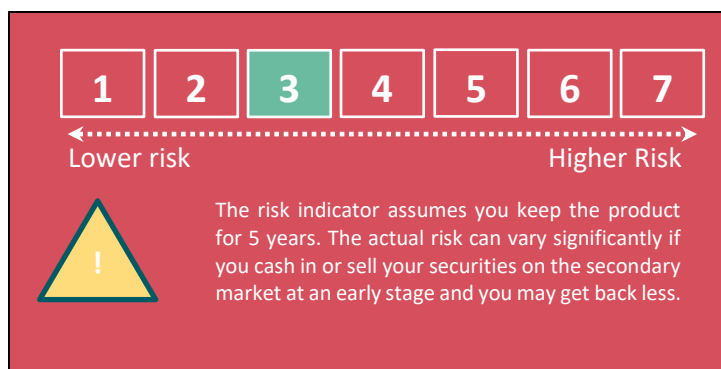 1 2 3 4 5 6 7
Lower risk Higher Risk
!
The risk indicator assumes you keep the product
for 5 years. The actual risk can vary significantly if
you cash in or sell your securities on the secondary
market at an early stage and you may get back less.